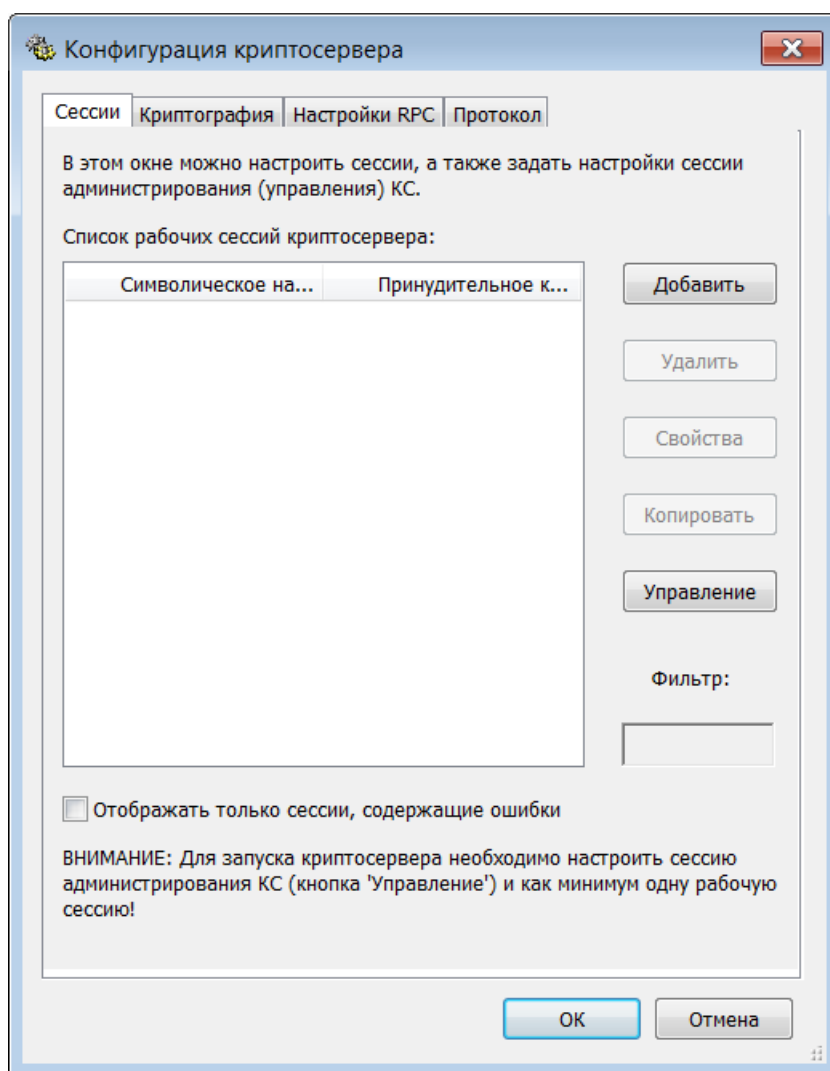 Конфигурация криптосервера
Сессии Криптография Настройки RPC Протокол
В этом окне можно настроить сессии, а также задать настройки сессии
администрирования (управления) КС.
Список рабочих сессий криптосервера:
Символическое на... Принудительное к... Добавить
Удалить
Свойства
Копировать
Управление
Фильтр:
Отображать только сессии, содержащие ошибки
ВНИМАНИЕ: Для запуска криптосервера необходимо настроить сессию
администрирования КС (кнопка 'Управление') и как минимум одну рабочую
сессию!
ОК Отмена